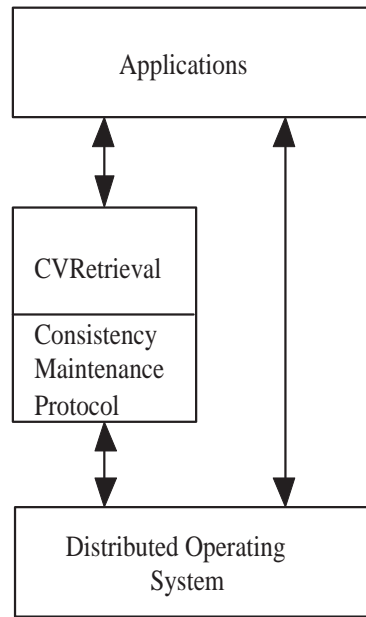 Applications
CVRetrieval
Consistency
Maintenance
Protocol
Distributed Operating
System